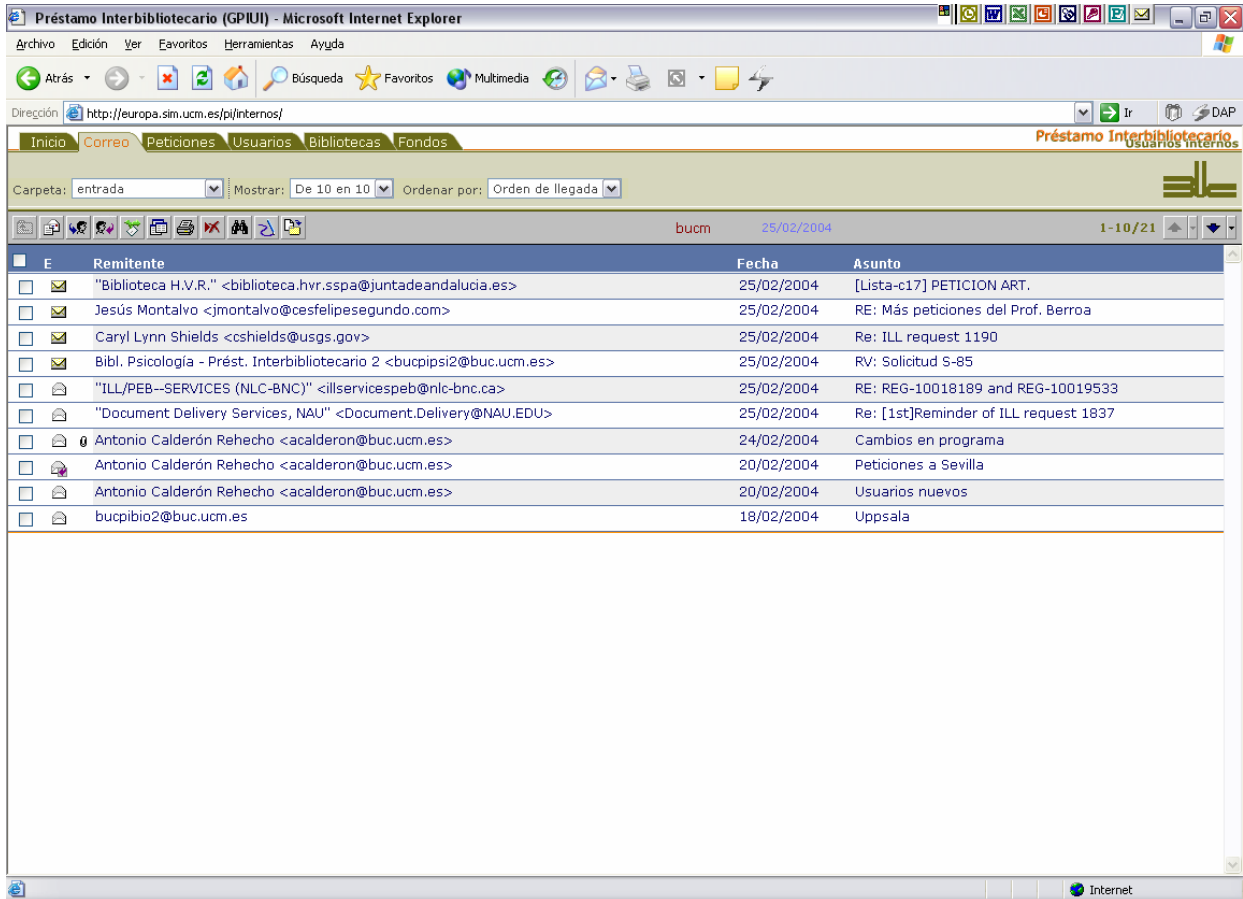 Préstamo Interbibliotecario (GPIUI) - Microsoft Internet Explorer
Archivo Edición Ver Favoritos Herramientas Ayuda
Atrás Búsqueda Favoritos Multimedia
Dirección http://europa.sim.ucm.es/pi/internos/ Ir DAP
Inicio Correo Peticiones Usuarios Bibliotecas Fondos Préstamo Interbibliotecario
Usuarios internos
Carpeta: entrada Mostrar: De 10 en 10 Ordenar por: Orden de llegada
bucm 25/02/2004 1-10/21
E Remitente Fecha Asunto
"Biblioteca H.V.R." <biblioteca.hvr.sspa@juntadeandalucia.es> 25/02/2004 [Lista-c17] PETICION ART.
Jesús Montalvo <jmontalvo@cesfelipesegundo.com> 25/02/2004 RE: Más peticiones del Prof. Berroa
Caryl Lynn Shields <cshields@usgs.gov> 25/02/2004 Re: ILL request 1190
Bibl. Psicología - Prést. Interbibliotecario 2 <bucpipsi2@buc.ucm.es> 25/02/2004 RV: Solicitud S-85
"ILL/PEB--SERVICES (NLC-BNC)" <illservicespeb@nlc-bnc.ca> 25/02/2004 RE: REG-10018189 and REG-10019533
"Document Delivery Services, NAU" <Document.Delivery@NAU.EDU> 25/02/2004 Re: [1st]Reminder of ILL request 1837
Antonio Calderón Rehecho <acalderon@buc.ucm.es> 24/02/2004 Cambios en programa
Antonio Calderón Rehecho <acalderon@buc.ucm.es> 20/02/2004 Peticiones a Sevilla
Antonio Calderón Rehecho <acalderon@buc.ucm.es> 20/02/2004 Usuarios nuevos
bucpibio2@buc.ucm.es 18/02/2004 Uppsala
Internet